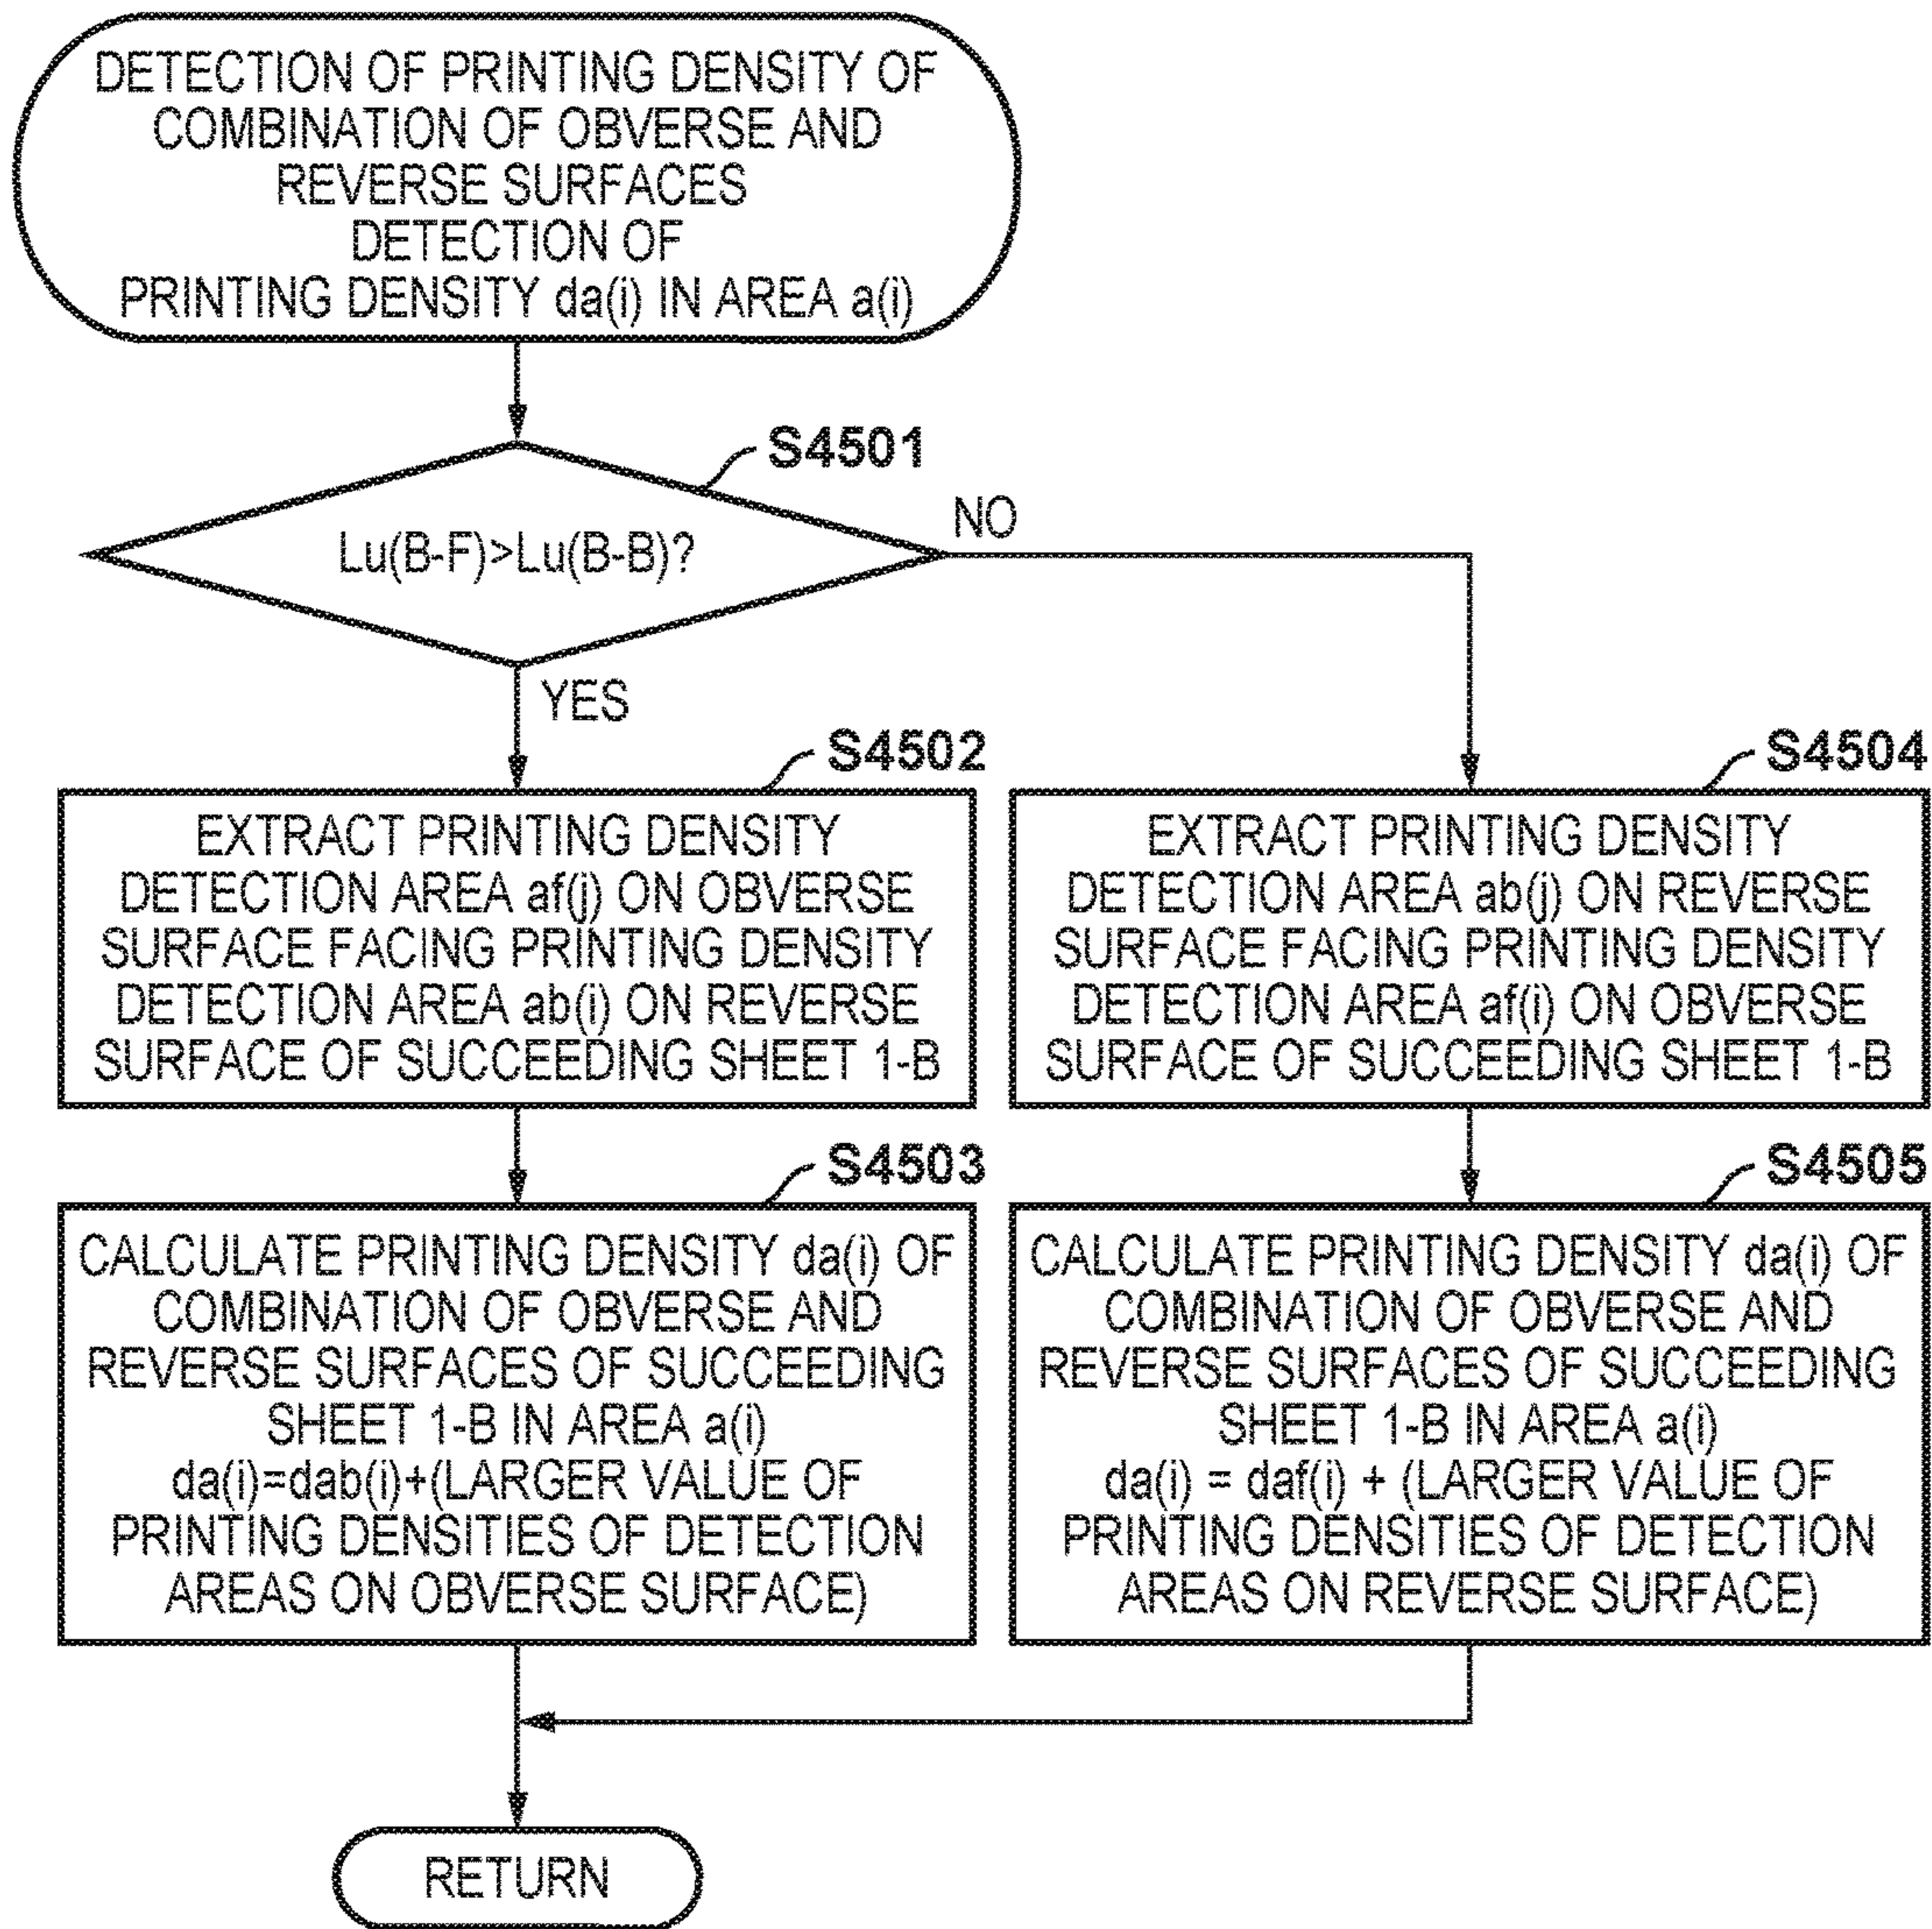 DETECTION OF PRINTING DENSITY OF
COMBINATION OF OBVERSE AND
REVERSE SURFACES
DETECTION OF
PRINTING DENSITY da(i) IN AREA a(i)
S4501
Lu(B-F)>Lu(B-B)?
NO
YES
S4502
EXTRACT PRINTING DENSITY
DETECTION AREA af(j) ON OBVERSE
SURFACE FACING PRINTING DENSITY
DETECTION AREA ab(i) ON REVERSE
SURFACE OF SUCCEEDING SHEET 1-B
S4504
EXTRACT PRINTING DENSITY
DETECTION AREA ab(j) ON REVERSE
SURFACE FACING PRINTING DENSITY
DETECTION AREA af(i) ON OBVERSE
SURFACE OF SUCCEEDING SHEET 1-B
S4503
CALCULATE PRINTING DENSITY da(i) OF
COMBINATION OF OBVERSE AND
REVERSE SURFACES OF SUCCEEDING
SHEET 1-B IN AREA a(i)
da(i)=dab(i)+(LARGER VALUE OF
PRINTING DENSITIES OF DETECTION
AREAS ON OBVERSE SURFACE)
S4505
CALCULATE PRINTING DENSITY da(i) OF
COMBINATION OF OBVERSE AND
REVERSE SURFACES OF SUCCEEDING
SHEET 1-B IN AREA a(i)
da(i) = daf(i) + (LARGER VALUE OF
PRINTING DENSITIES OF DETECTION
AREAS ON REVERSE SURFACE)
RETURN